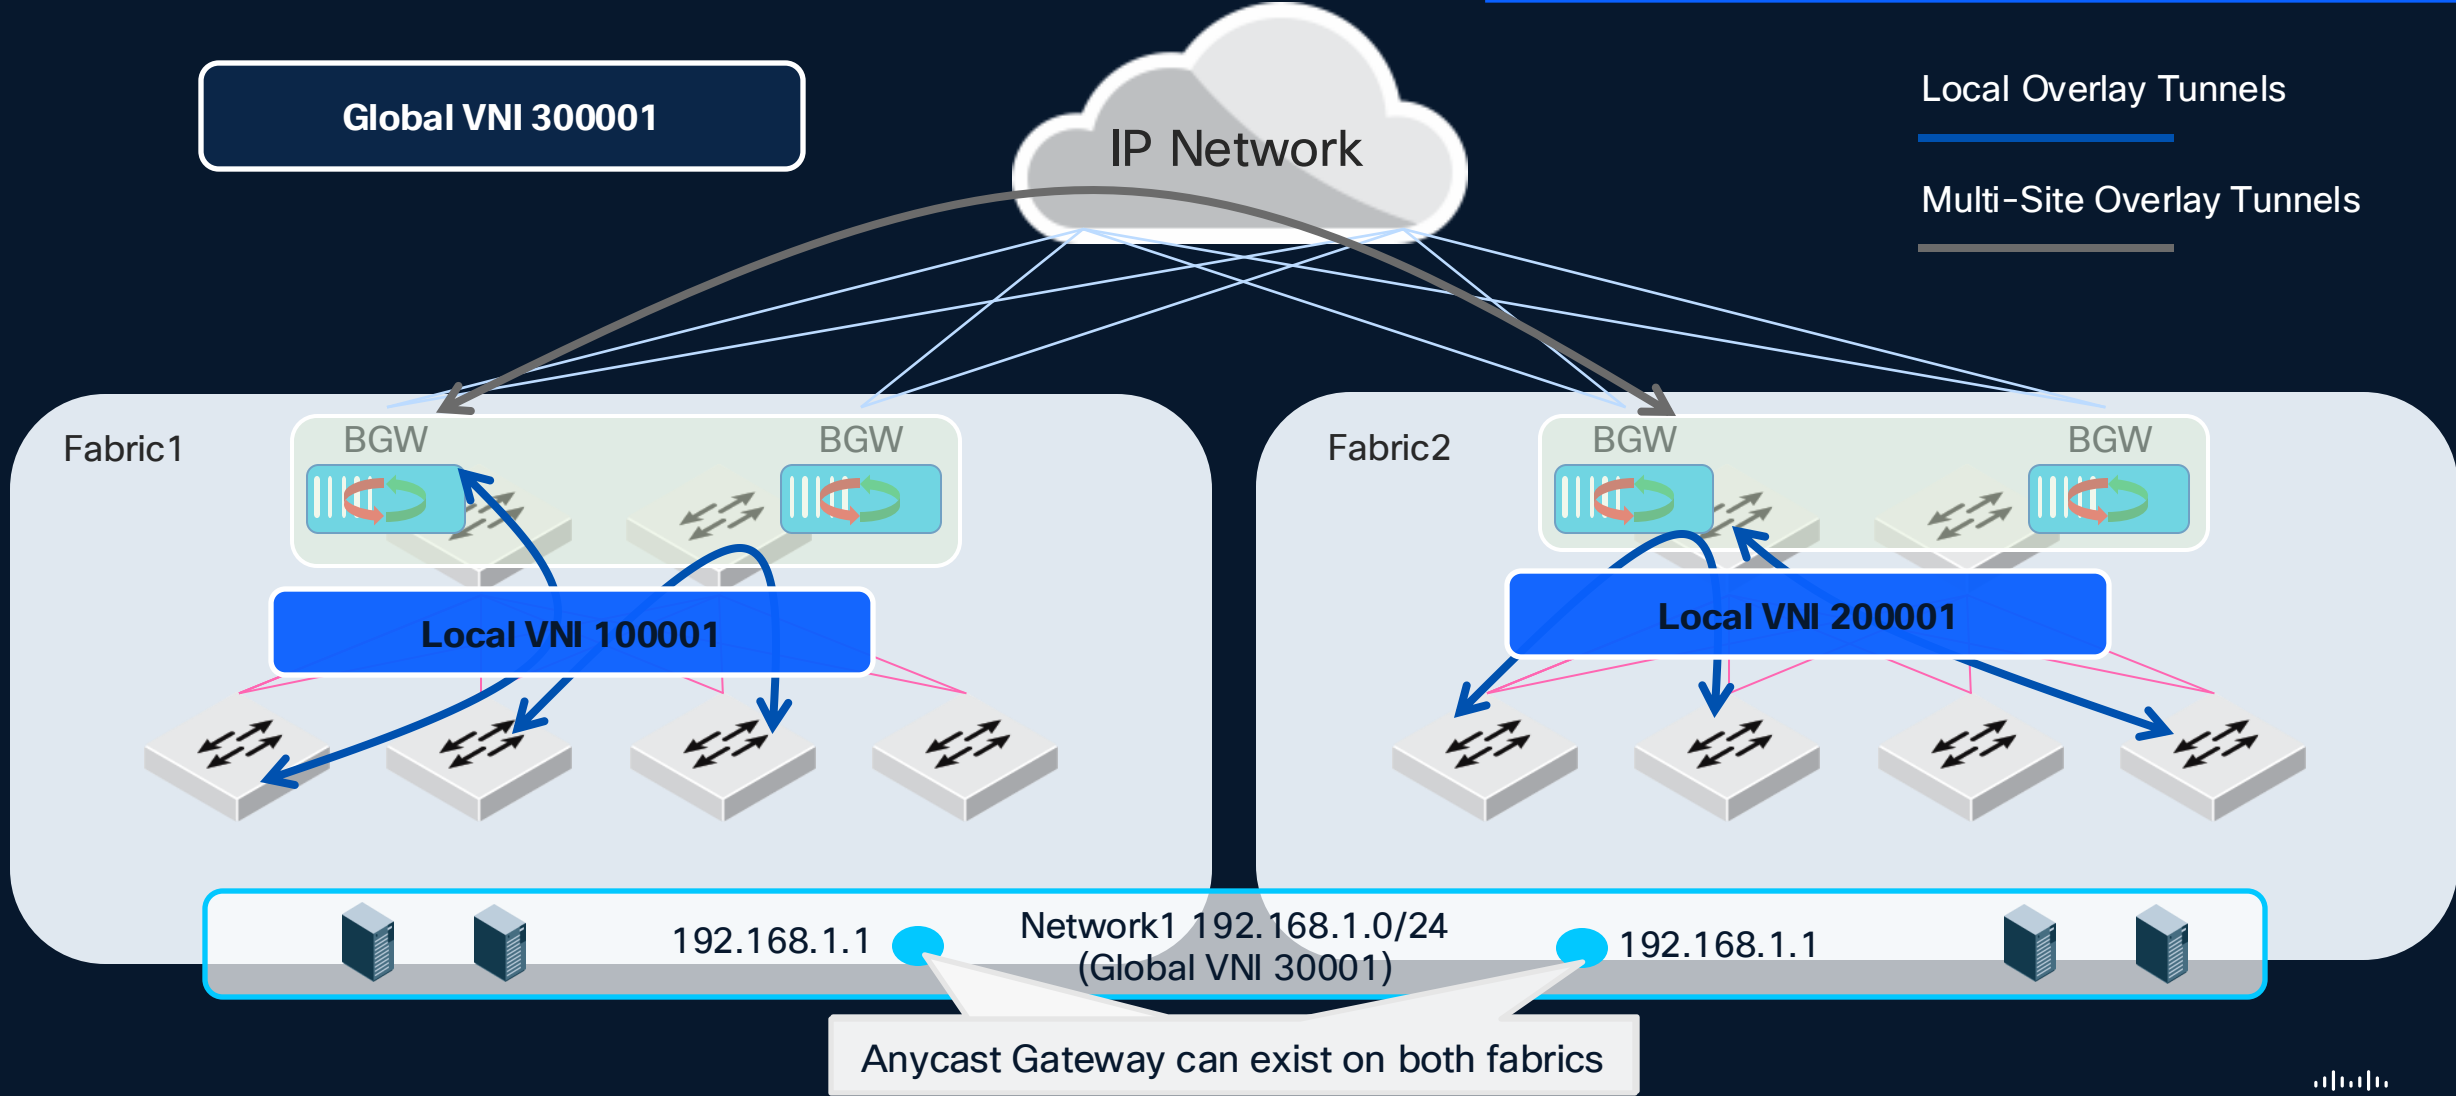 Global VNI 300001
IP Network
Local Overlay Tunnels
Multi-Site Overlay Tunnels
Fabric1
BGW
BGW
Local VNI 100001
Fabric2
BGW
BGW
Local VNI 200001
192.168.1.1
Network1 192.168.1.0/24
(Global VNI 30001)
192.168.1.1
Anycast Gateway can exist on both fabrics